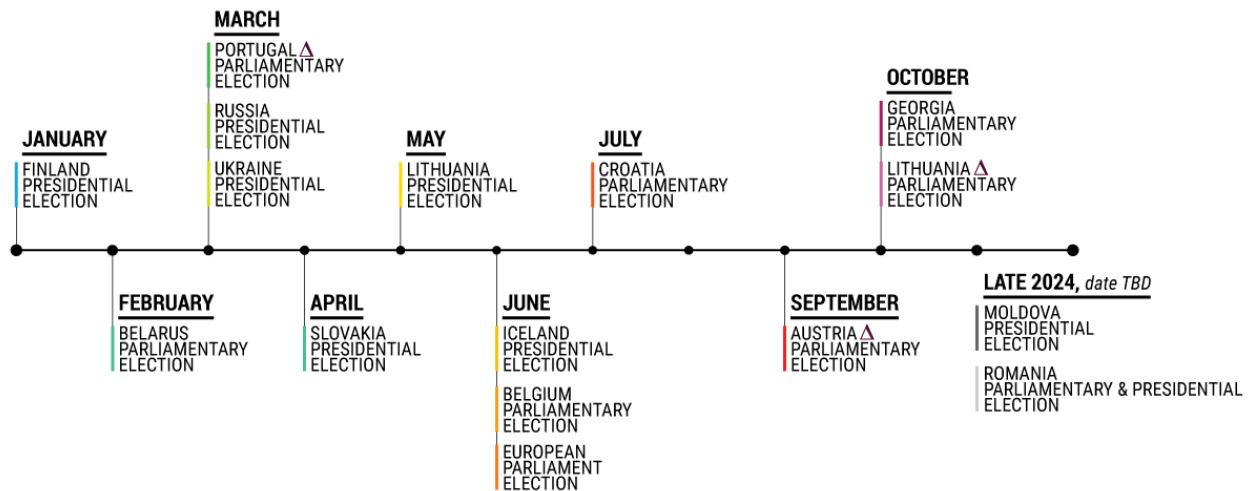 MARCH
PORTUGAL Δ
PARLIAMENTARY
ELECTION
RUSSIA
PRESIDENTIAL
ELECTION
UKRAINE
PRESIDENTIAL
ELECTION
OCTOBER
GEORGIA
PARLIAMENTARY
ELECTION
LITHUANIA Δ
PARLIAMENTARY
ELECTION
JANUARY
FINLAND
PRESIDENTIAL
ELECTION
MAY
LITHUANIA
PRESIDENTIAL
ELECTION
JULY
CROATIA
PARLIAMENTARY
ELECTION
FEBRUARY
BELARUS
PARLIAMENTARY
ELECTION
APRIL
SLOVAKIA
PRESIDENTIAL
ELECTION
JUNE
ICELAND
PRESIDENTIAL
ELECTION
BELGIUM
PARLIAMENTARY
ELECTION
EUROPEAN
PARLIAMENT
ELECTION
SEPTEMBER
AUSTRIA Δ
PARLIAMENTARY
ELECTION
LATE 2024, date TBD
MOLDOVA
PRESIDENTIAL
ELECTION
ROMANIA
PARLIAMENTARY & PRESIDENTIAL
ELECTION